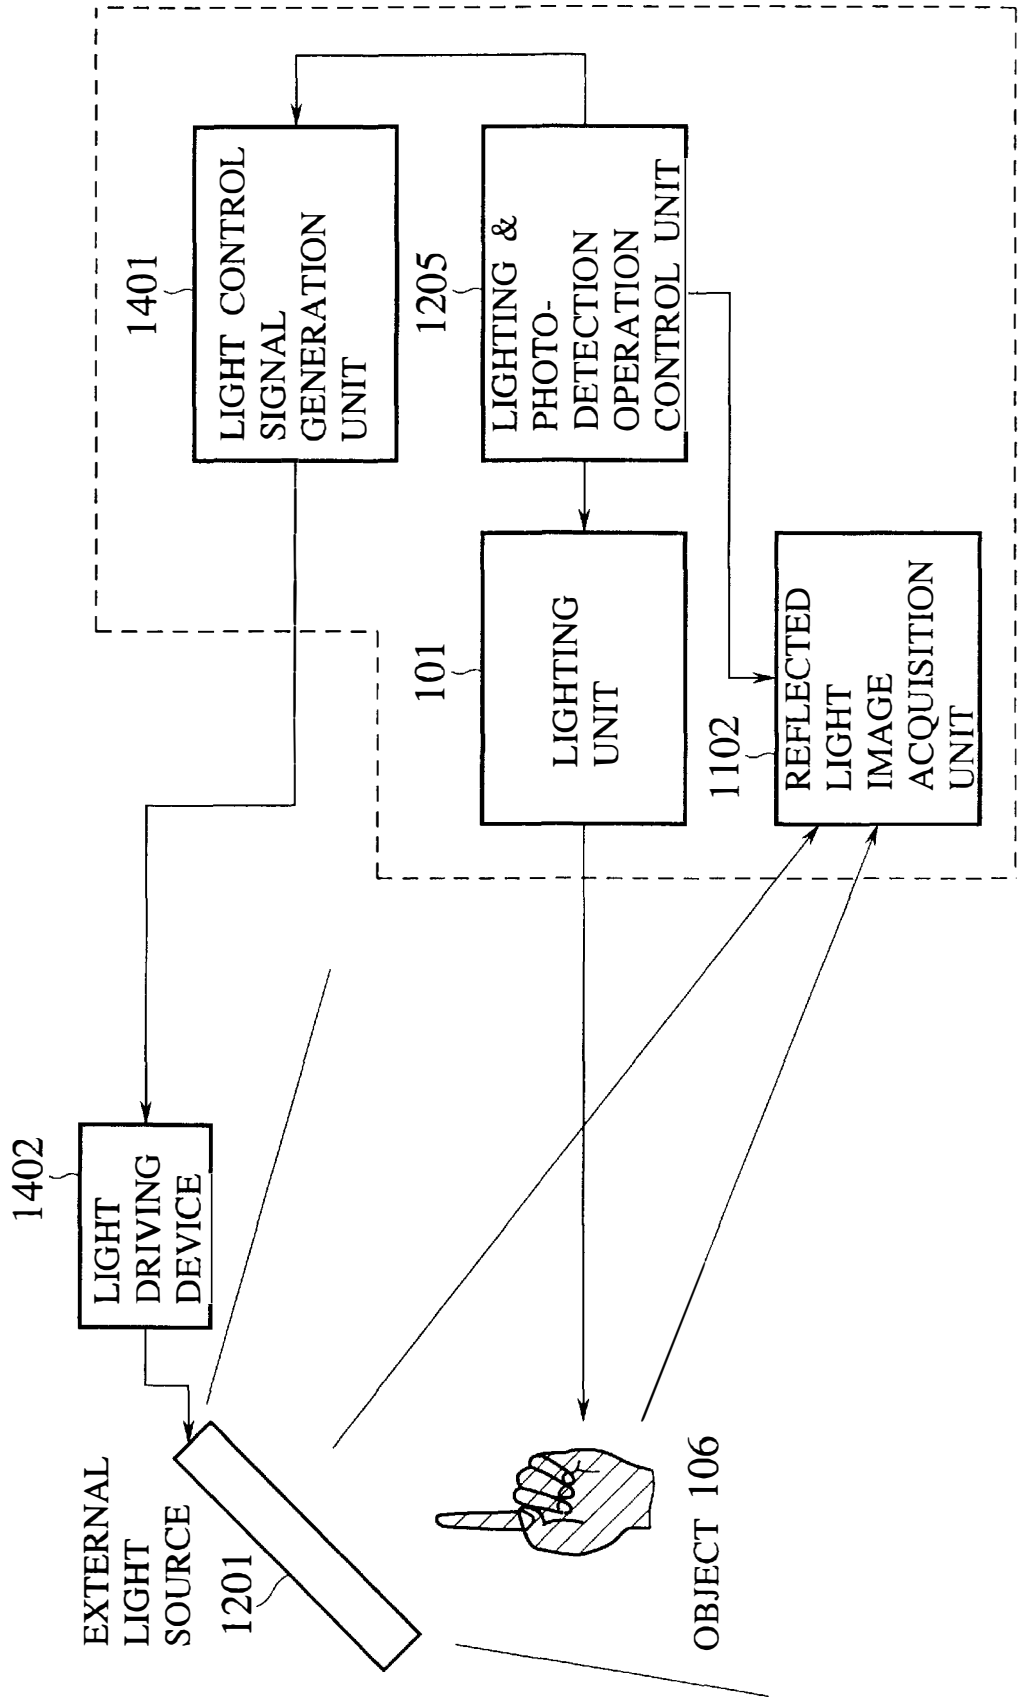 EXTERNAL
LIGHT
SOURCE
1201
1402
LIGHT
DRIVING
DEVICE
1401
LIGHT CONTROL
SIGNAL
GENERATION
UNIT
OBJECT 106
101
LIGHTING
UNIT
1205
LIGHTING &
PHOTO-
DETECTION
OPERATION
CONTROL UNIT
1102
REFLECTED
LIGHT
IMAGE
ACQUISITION
UNIT